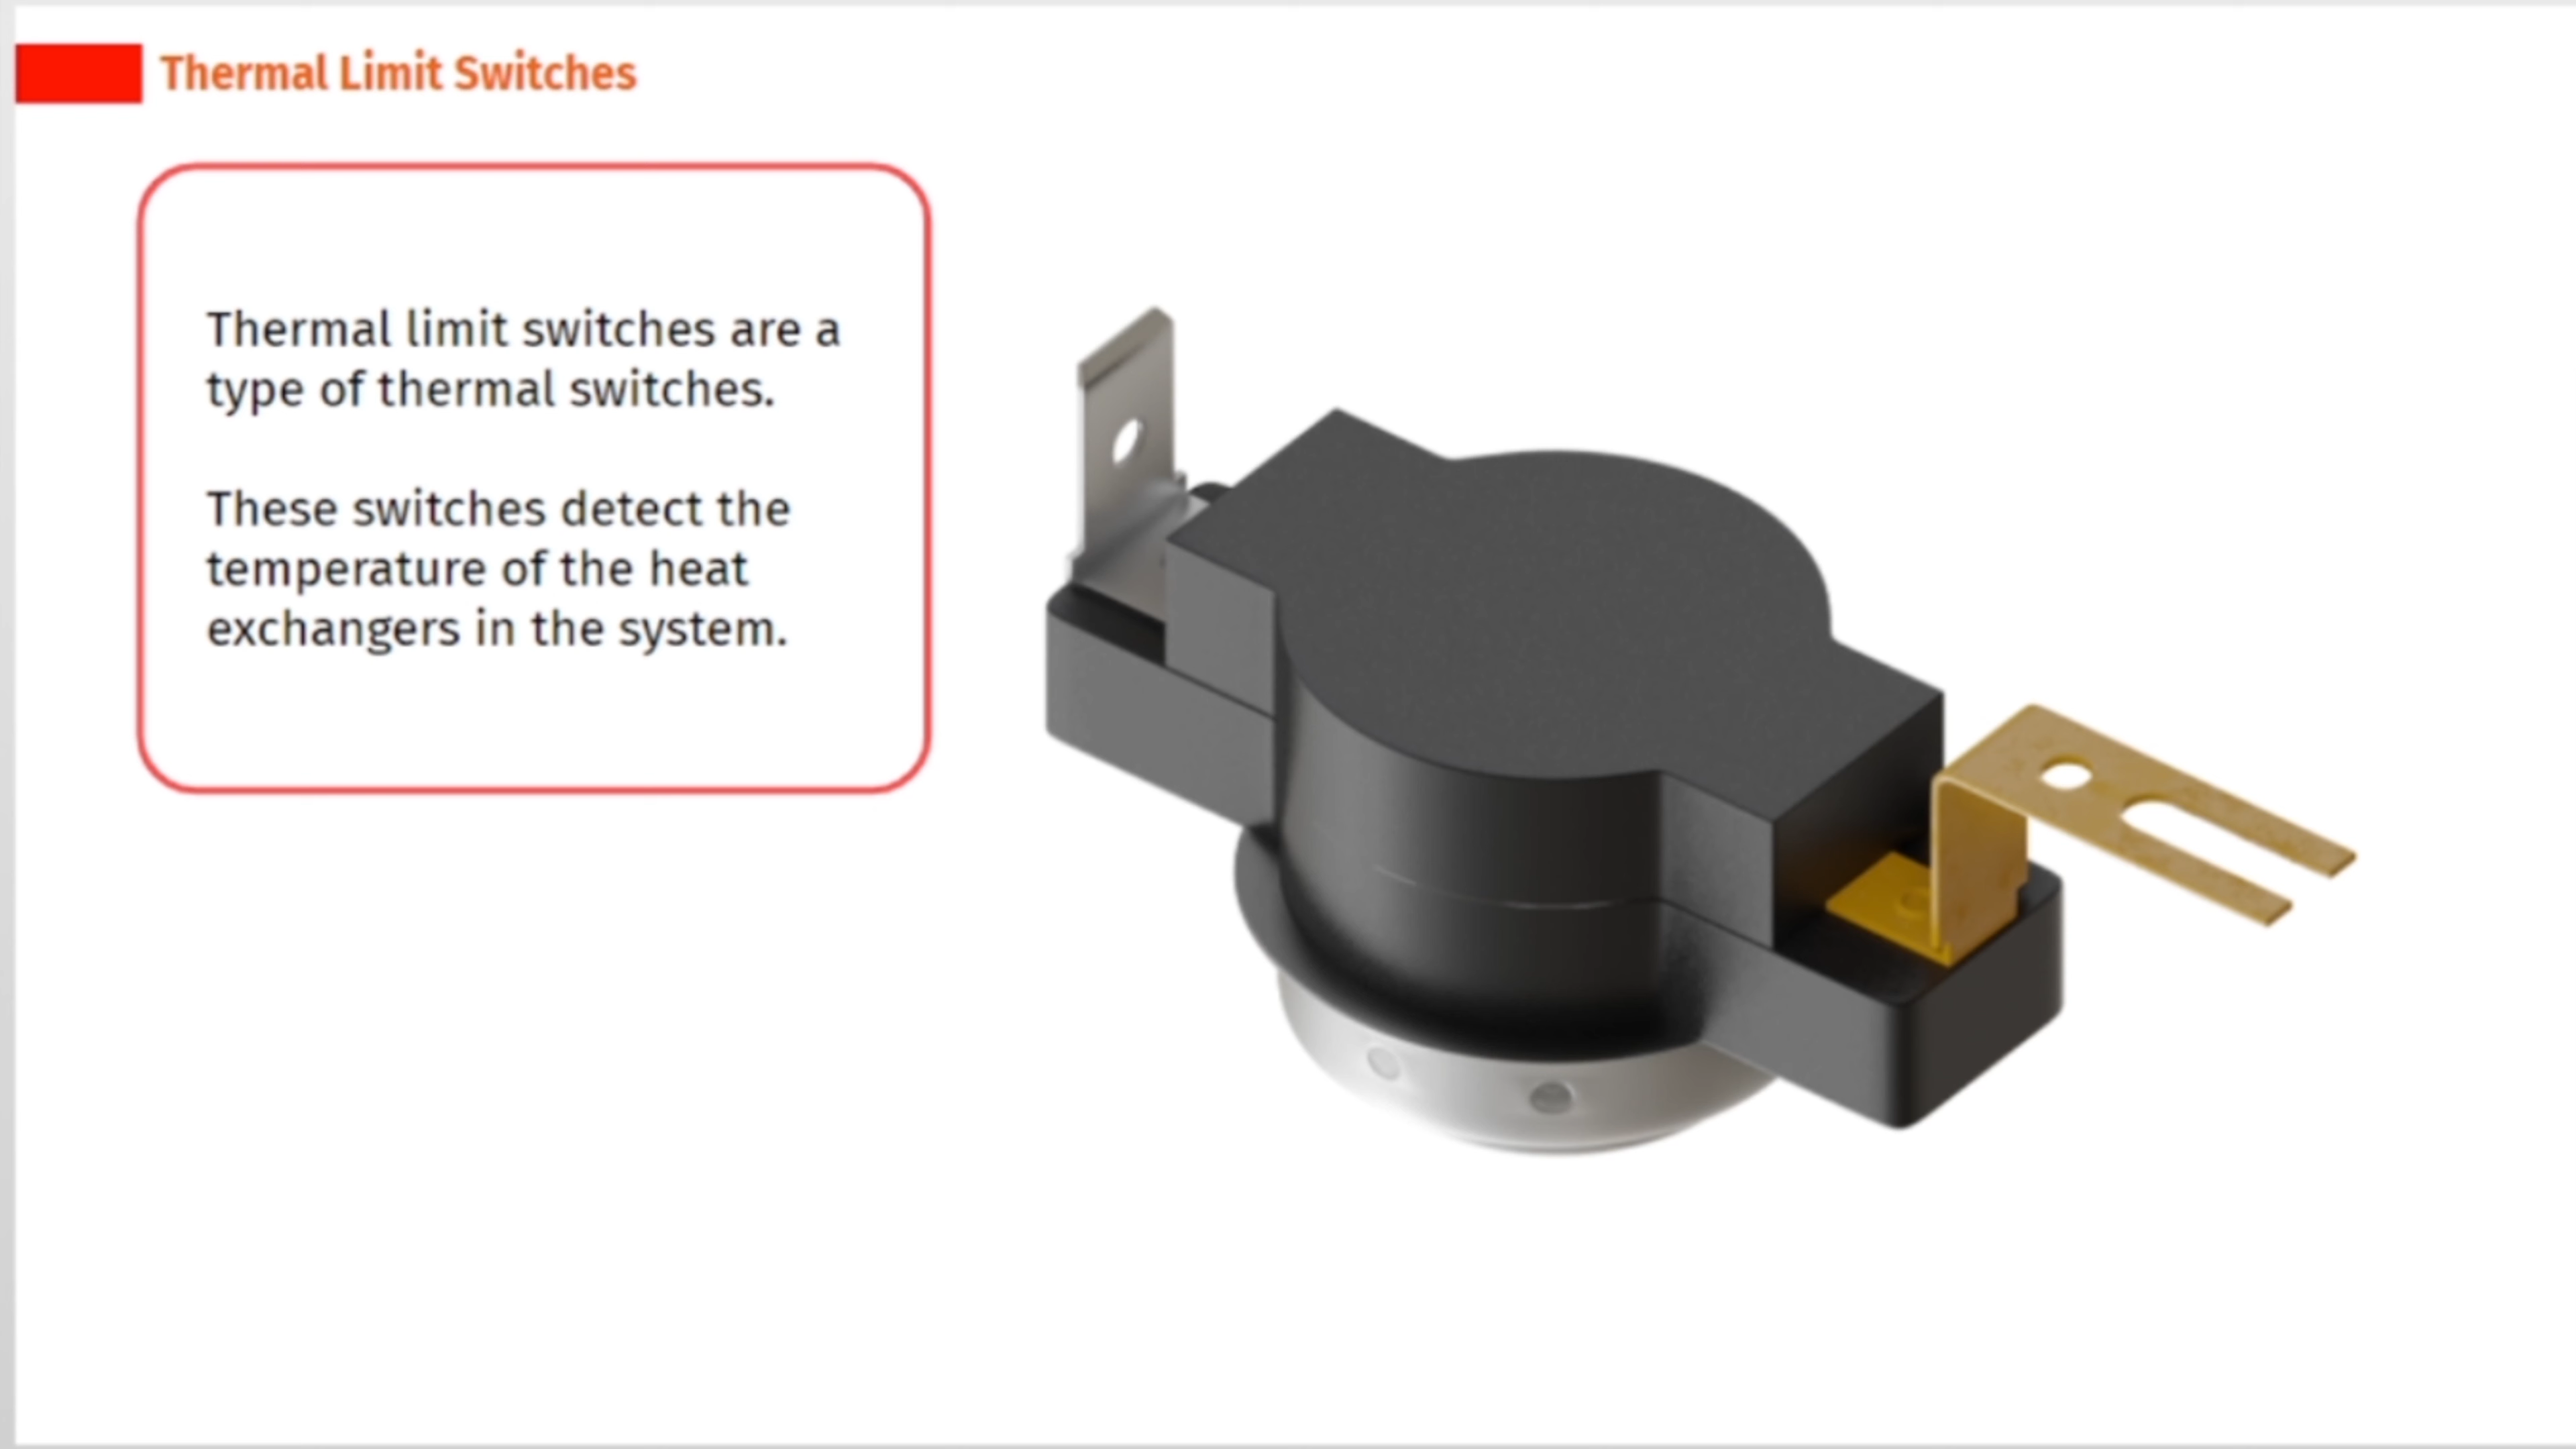 Thermal Limit Switches
Thermal limit switches are a
type of thermal switches.
These switches detect the
temperature of the heat
exchangers in the system.